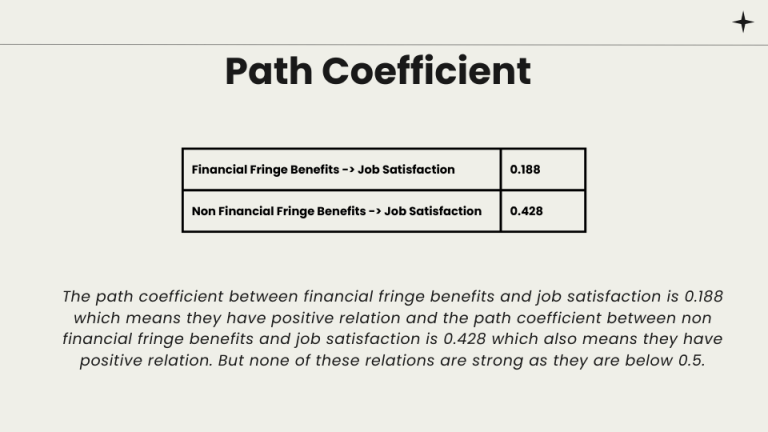 Path Coefficient
Financial Fringe Benefits -> Job Satisfaction 0.188
Non Financial Fringe Benefits -> Job Satisfaction 0.428
The path coefficient between financial fringe benefits and job satisfaction is 0.188
which means they have positive relation and the path coefficient between non
financial fringe benefits and job satisfaction is 0.428 which also means they have
positive relation. But none of these relations are strong as they are below 0.5.